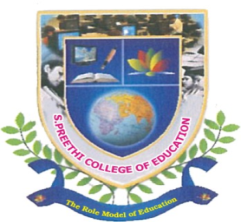 S.PREETHI COLLEGE OF EDUCATION
The Role Model of Education